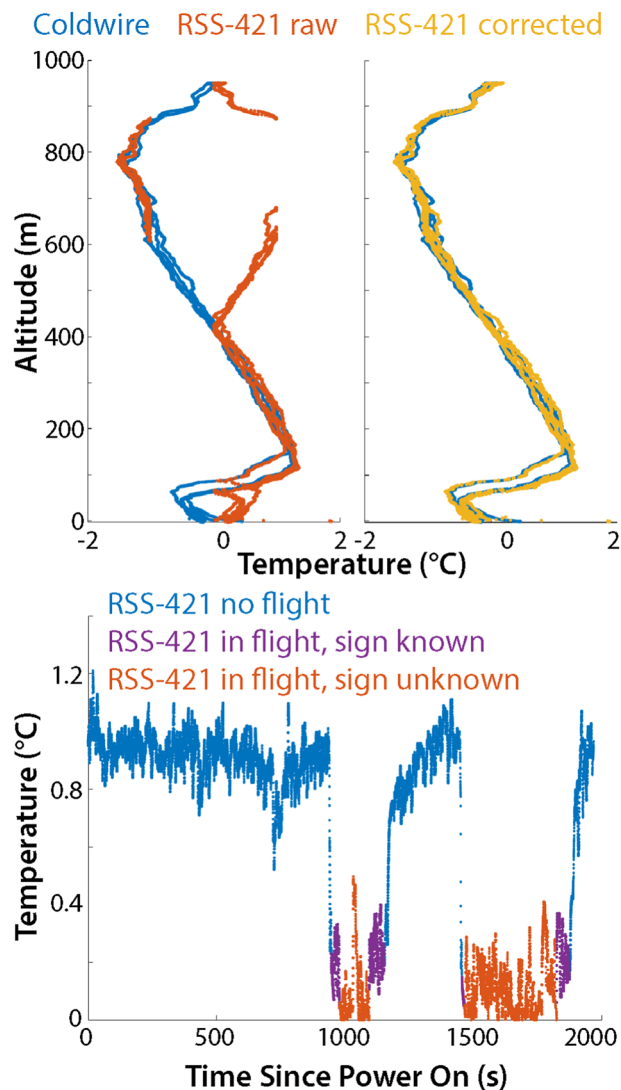 Coldwire RSS-421 raw RSS-421 corrected
1000
800
600
400
200
0
Altitude (m)
-2 0 2 -2 0 2
Temperature (°C)
RSS-421 no flight
RSS-421 in flight, sign known
RSS-421 in flight, sign unknown
1.2
0.8
0.4
0
Temperature (°C)
0 500 1000 1500 2000
Time Since Power On (s)